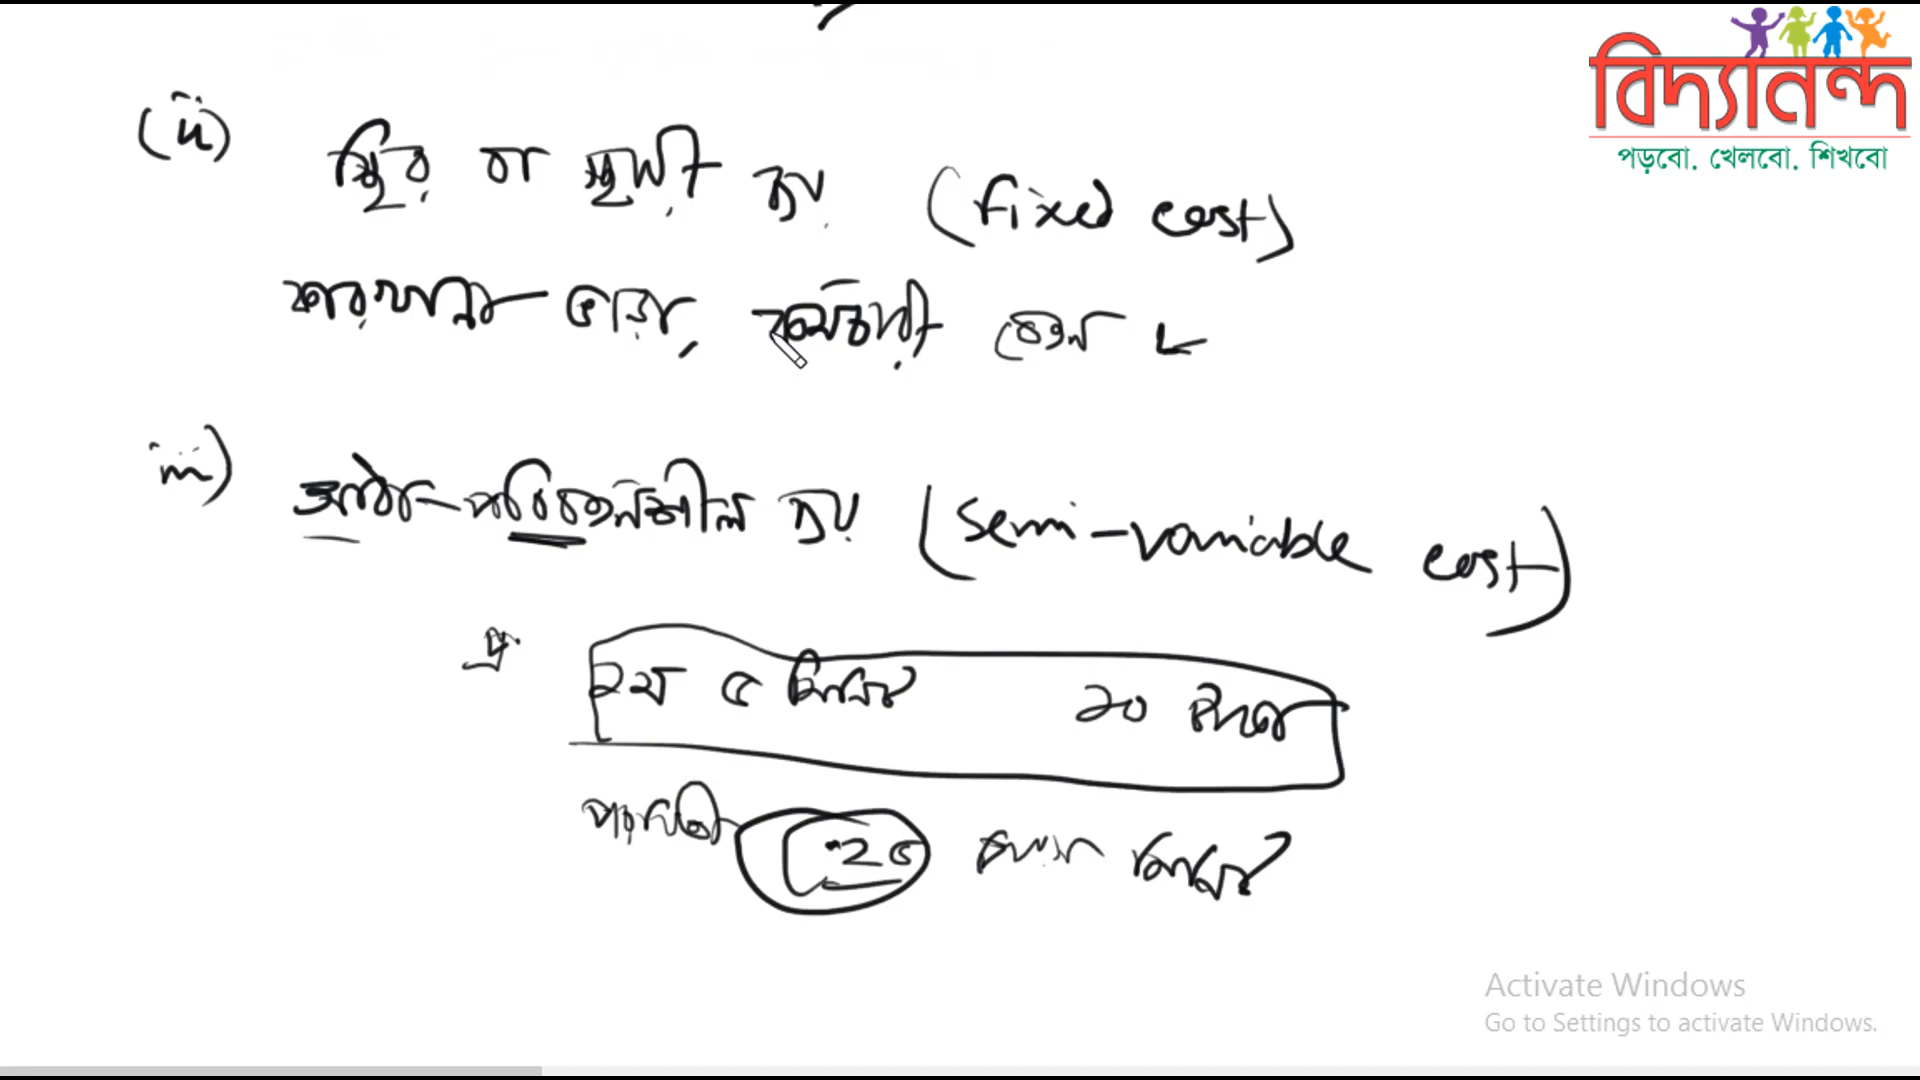 বিদ্যানন্দ
পড়বো. খেলবো. শিখবো
(ii) স্থির বা স্থায়ী ব্যয় (Fixed cost)
কারখানা ভাড়া, কর্মচারী বেতন
iii) আধা-পরিবর্তনশীল ব্যয় (Semi-variable cost)
১ম ৫ মিনিট ২০ টাকা
পরবর্তী ২৫ পয়সা মিনিট
Activate Windows
Go to Settings to activate Windows.